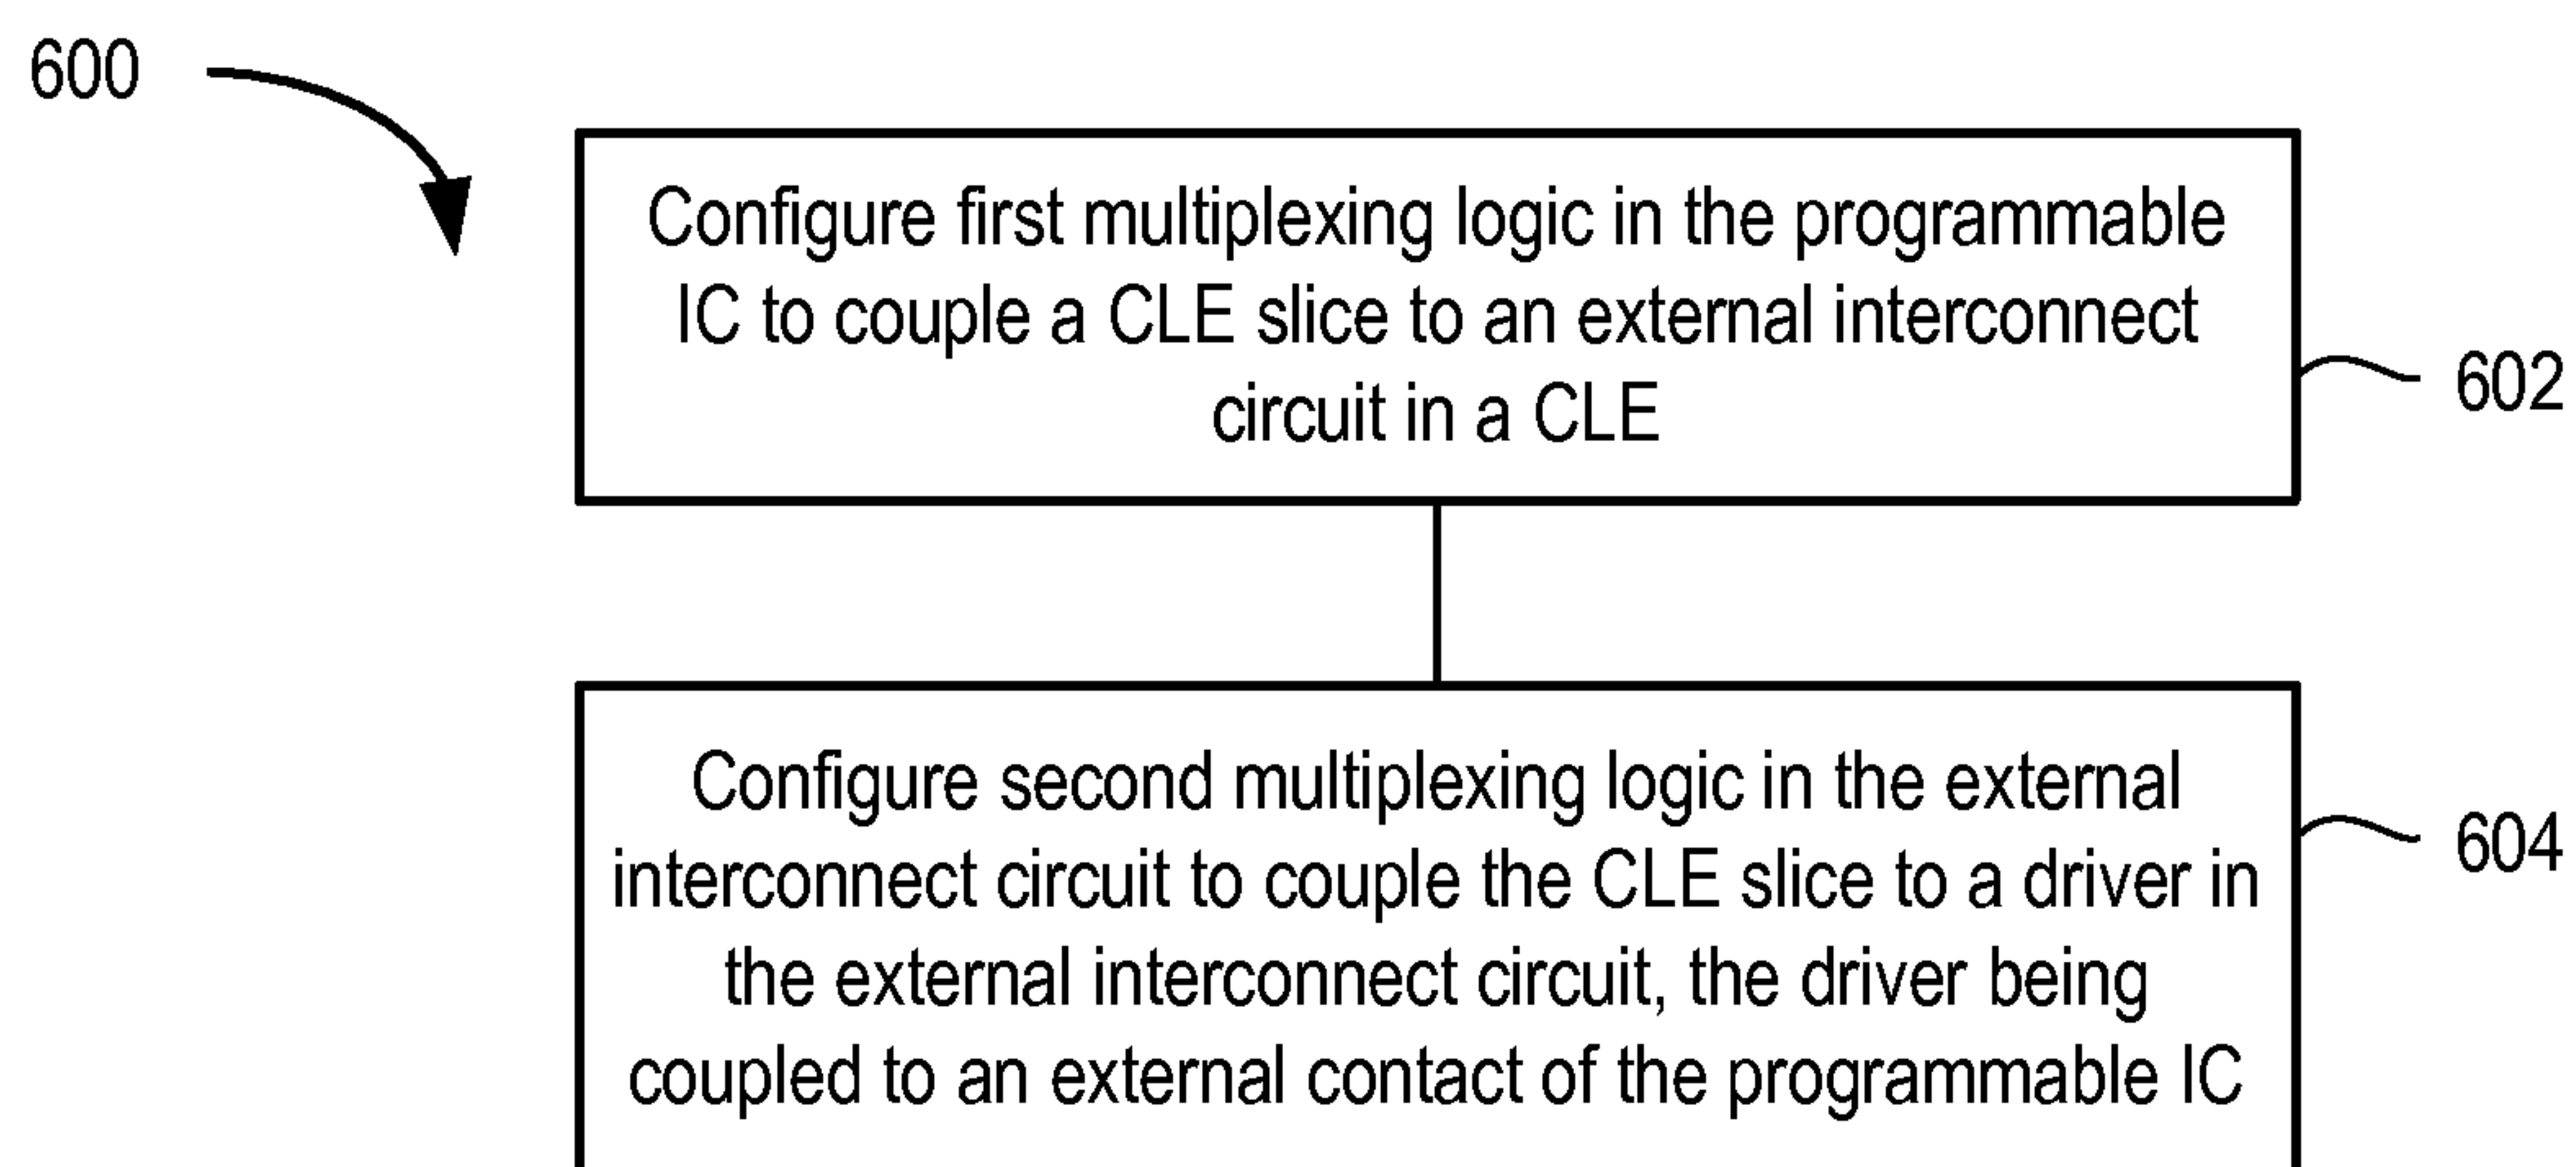 600
Configure first multiplexing logic in the programmable
IC to couple a CLE slice to an external interconnect
circuit in a CLE
602
Configure second multiplexing logic in the external
interconnect circuit to couple the CLE slice to a driver in
the external interconnect circuit, the driver being
coupled to an external contact of the programmable IC
604